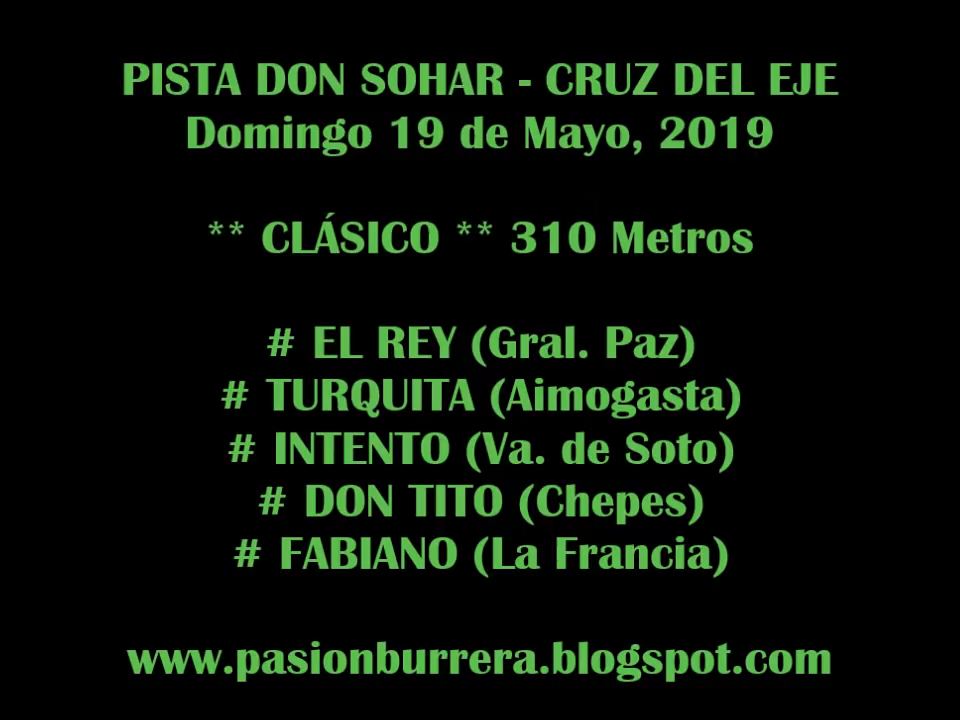 PISTA DON SOHAR - CRUZ DEL EJE
Domingo 19 de Mayo, 2019
** CLÁSICO ** 310 Metros
# EL REY (Gral. Paz)
# TURQUITA (Aimogasta)
# INTENTO (Va. de Soto)
# DON TITO (Chepes)
# FABIANO (La Francia)
www.pasionburrera.blogspot.com